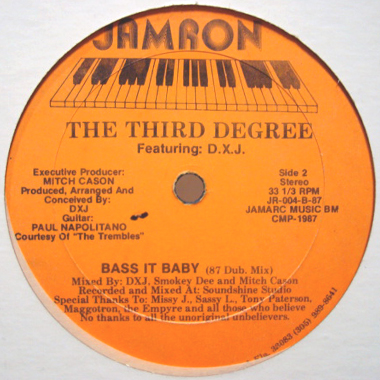 JAMRON
THE THIRD DEGREE
Featuring: D.X.J.
Executive Producer:
MITCH CASON
Produced, Arranged And
Conceived By:
DXJ
Guitar:
PAUL NAPOLITANO
Courtesy Of "The Trembles"
Side 2
Stereo
33 1/3 RPM
JR-004-B-87
JAMARC MUSIC BM
CMP-1987
BASS IT BABY (87 Dub. Mix)
Mixed By: DXJ, Smokey Dee and Mitch Cason
Recorded and Mixed At: Soundshine Studio
Special Thanks To: Missy J., Sassy L., Tony Paterson,
Maggotron, the Empyre and all those who believe
No thanks to all the unoriginal unbelievers.
(305)